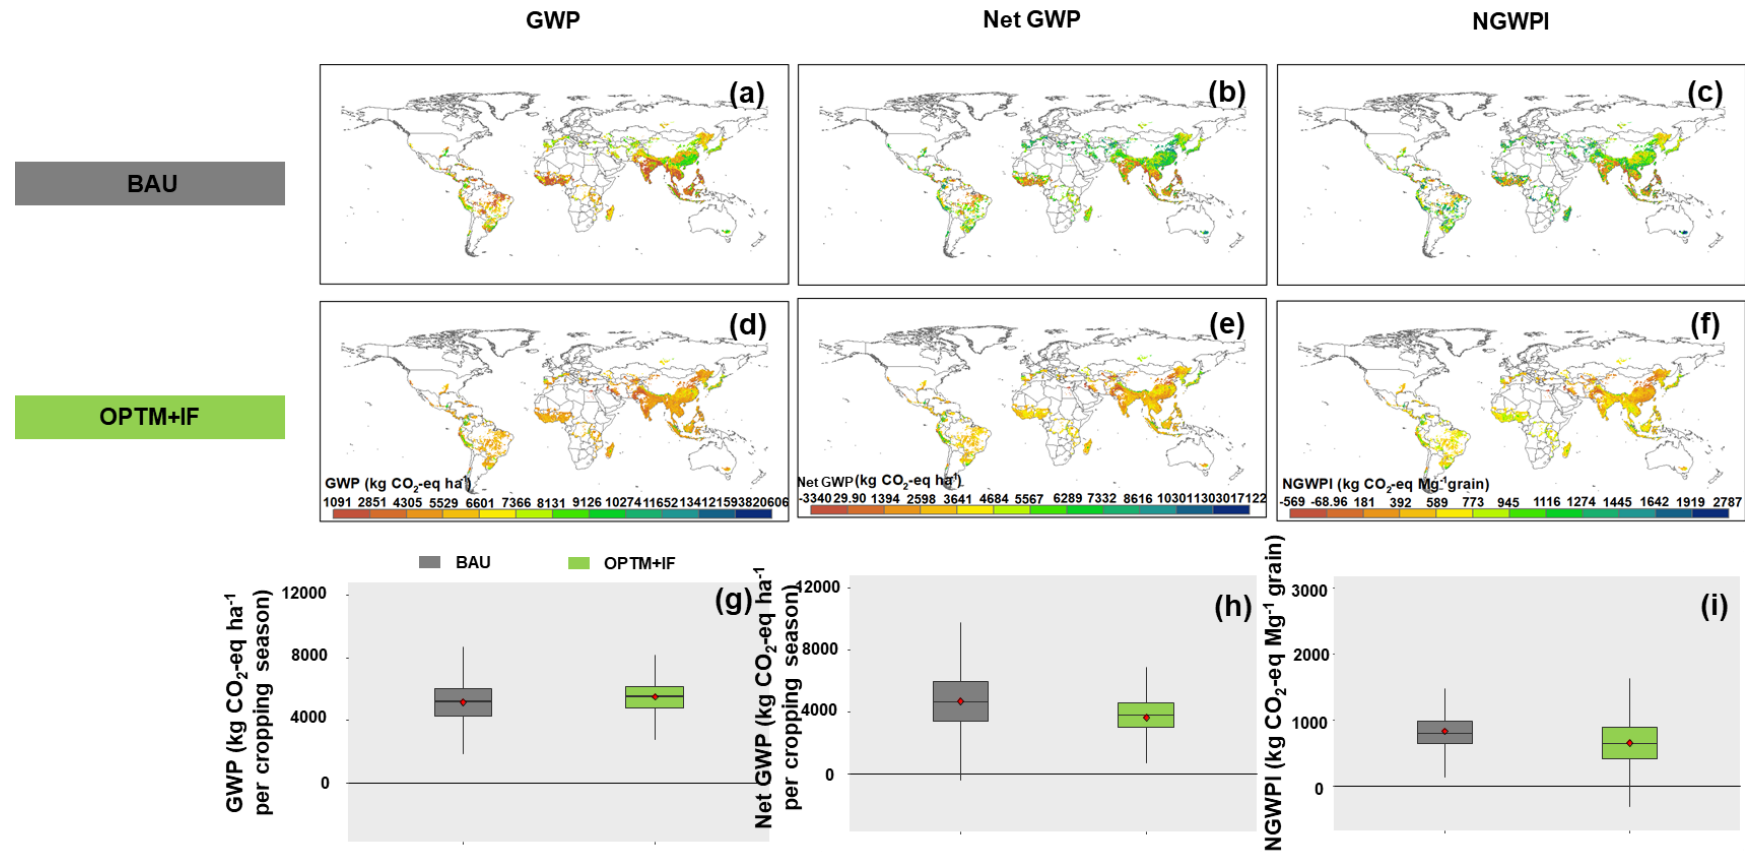 GWP
Net GWP
NGWPI
BAU
(a)
(b)
(c)
OPTM+IF
(d)
(e)
(f)
GWP (kg CO₂-eq ha⁻¹)
1091 2851 4305 5529 6601 7366 8131 9126 10274 11652 13412 15938 20606
Net GWP (kg CO₂-eq ha⁻¹)
-3340 29.90 1394 2598 3641 4684 5567 6289 7332 8616 10301 13030 17122
NGWPI (kg CO₂-eq Mg⁻¹grain)
-569 -68.96 181 392 589 773 945 1116 1274 1445 1642 1919 2787
BAU
OPTM+IF
GWP (kg CO₂-eq ha⁻¹
per cropping season)
12000
8000
4000
0
(g)
Net GWP (kg CO₂-eq ha⁻¹
per cropping season)
12000
8000
4000
0
(h)
NGWPI (kg CO₂-eq Mg⁻¹ grain)
3000
2000
1000
0
(i)